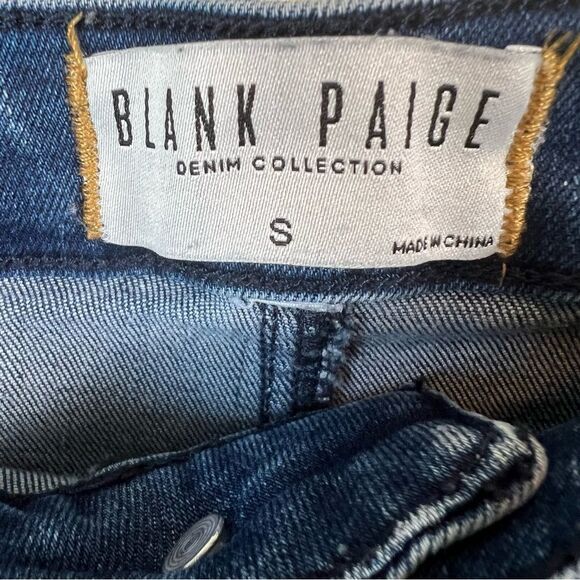 BLANK PAIGE
DENIM COLLECTION
S
MADE IN CHINA